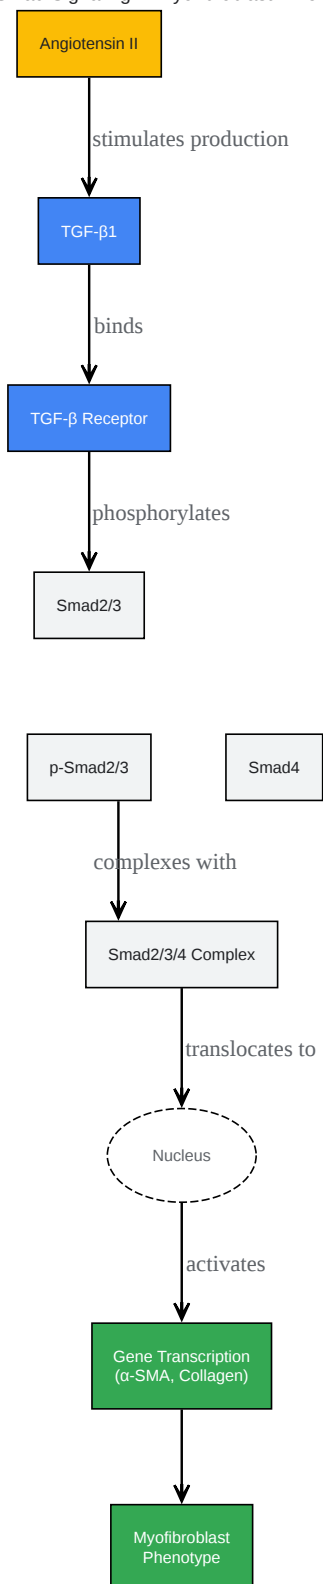 Angiotensin II
stimulates production
TGF-β1
binds
TGF-β Receptor
phosphorylates
Smad2/3
p-Smad2/3
Smad4
complexes with
Smad2/3/4 Complex
translocates to
Nucleus
activates
Gene Transcription
(α-SMA, Collagen)
Myofibroblast
Phenotype